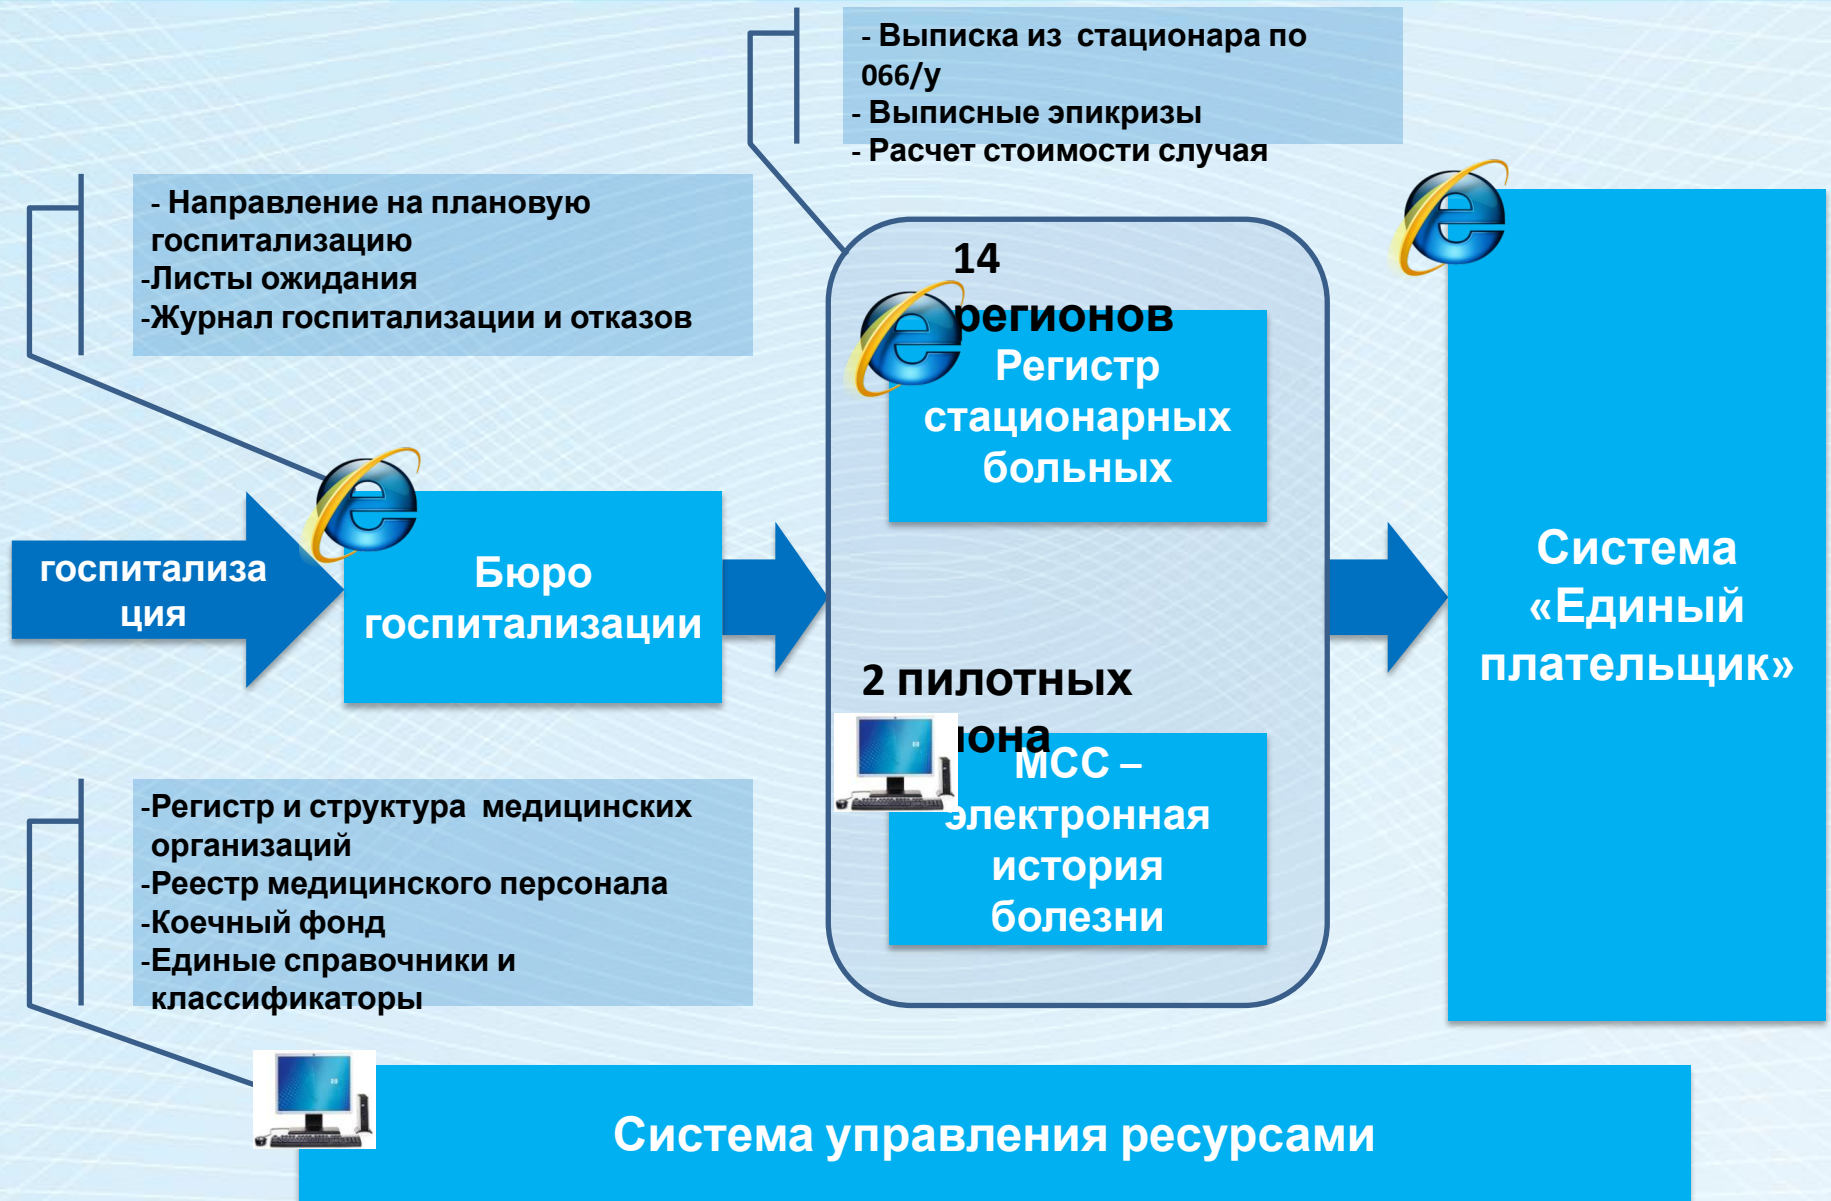 - Выписка из стационара по
066/у
- Выписные эпикризы
- Расчет стоимости случая
- Направление на плановую
госпитализацию
-Листы ожидания
-Журнал госпитализации и отказов
14
регионов
Регистр
стационарных
больных
госпитализа
ция
Бюро
госпитализации
Система
«Единый
плательщик»
2 пилотных
иона
МСС –
электронная
история
болезни
-Регистр и структура медицинских
организаций
-Реестр медицинского персонала
-Коечный фонд
-Единые справочники и
классификаторы
Система управления ресурсами